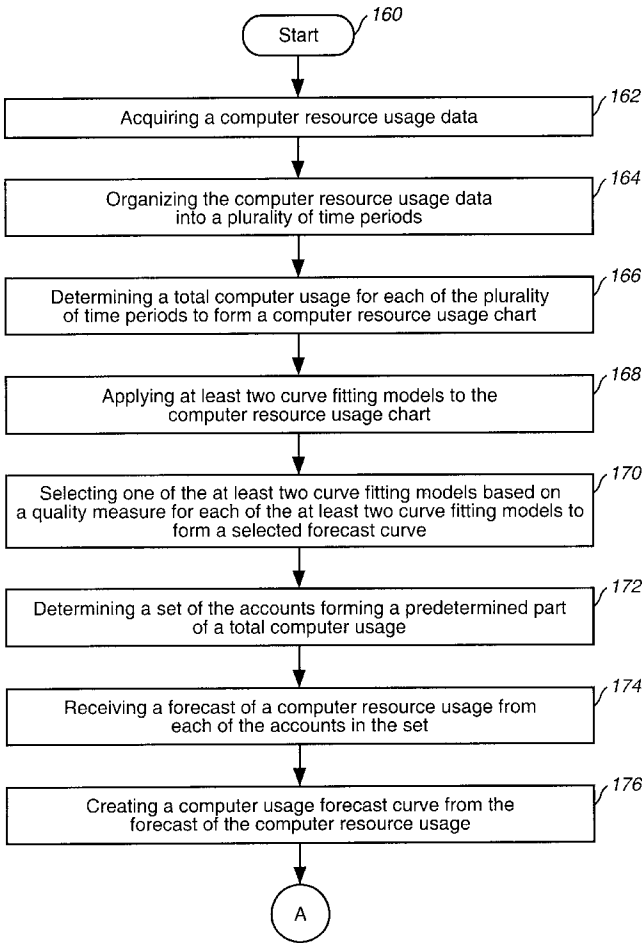 160
Start
162
Acquiring a computer resource usage data
164
Organizing the computer resource usage data
into a plurality of time periods
166
Determining a total computer usage for each of the plurality
of time periods to form a computer resource usage chart
168
Applying at least two curve fitting models to the
computer resource usage chart
170
Selecting one of the at least two curve fitting models based on
a quality measure for each of the at least two curve fitting models to
form a selected forecast curve
172
Determining a set of the accounts forming a predetermined part
of a total computer usage
174
Receiving a forecast of a computer resource usage from
each of the accounts in the set
176
Creating a computer usage forecast curve from the
forecast of the computer resource usage
A